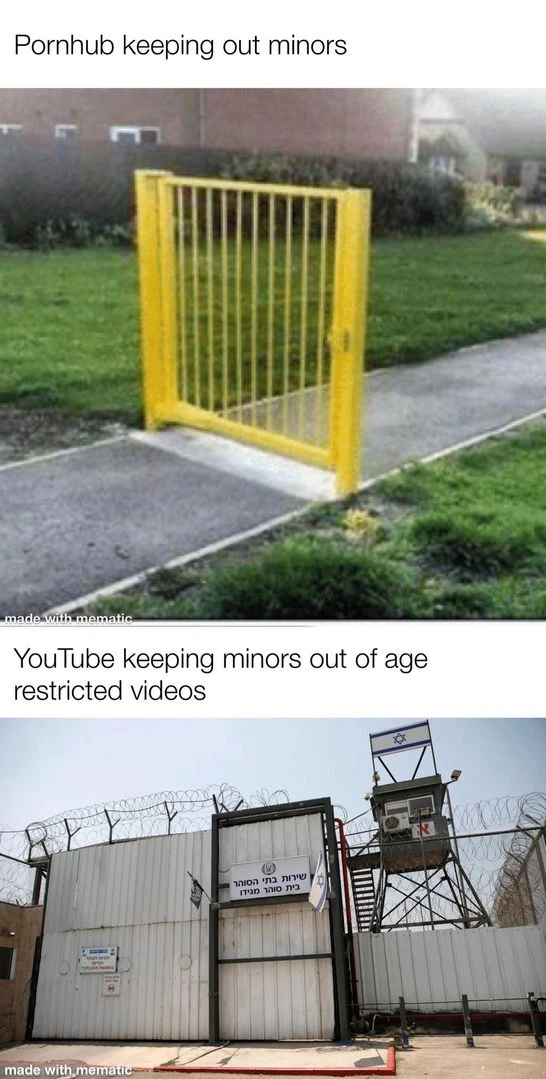 Pornhub keeping out minors
made with mematic
YouTube keeping minors out of age
restricted videos
שירות בתי הסוהר
בית סוהר מגידו
made with mematic